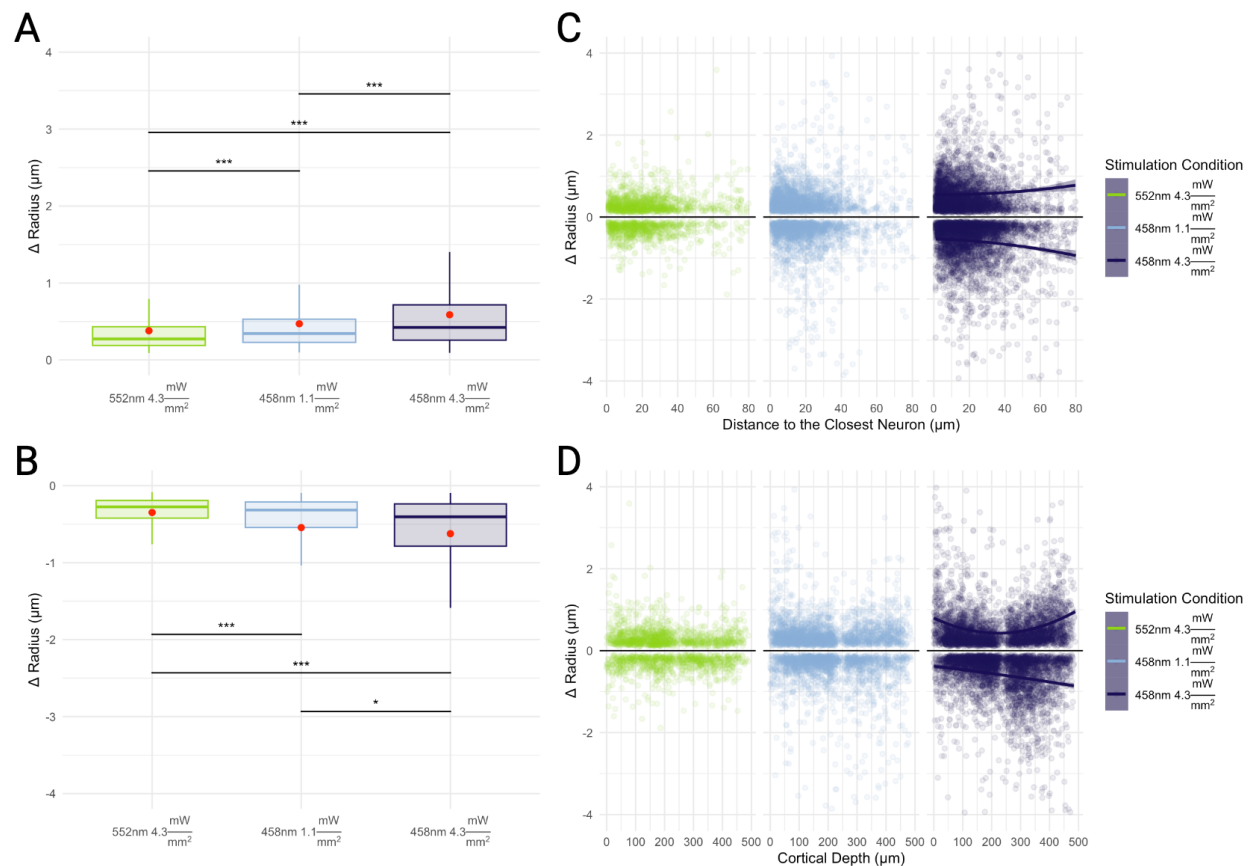 A
4
3
2
1
0
Δ Radius (µm)
***
***
***
552nm 4.3 mW/mm²
458nm 1.1 mW/mm²
458nm 4.3 mW/mm²
B
0
-1
-2
-3
-4
Δ Radius (µm)
***
***
*
552nm 4.3 mW/mm²
458nm 1.1 mW/mm²
458nm 4.3 mW/mm²
C
4
2
0
-2
-4
Δ Radius (µm)
0 20 40 60 80 0 20 40 60 80 0 20 40 60 80
Distance to the Closest Neuron (µm)
Stimulation Condition
552nm 4.3 mW/mm²
458nm 1.1 mW/mm²
458nm 4.3 mW/mm²
D
4
2
0
-2
-4
Δ Radius (µm)
0 100 200 300 400 500 0 100 200 300 400 500 0 100 200 300 400 500
Cortical Depth (µm)
Stimulation Condition
552nm 4.3 mW/mm²
458nm 1.1 mW/mm²
458nm 4.3 mW/mm²